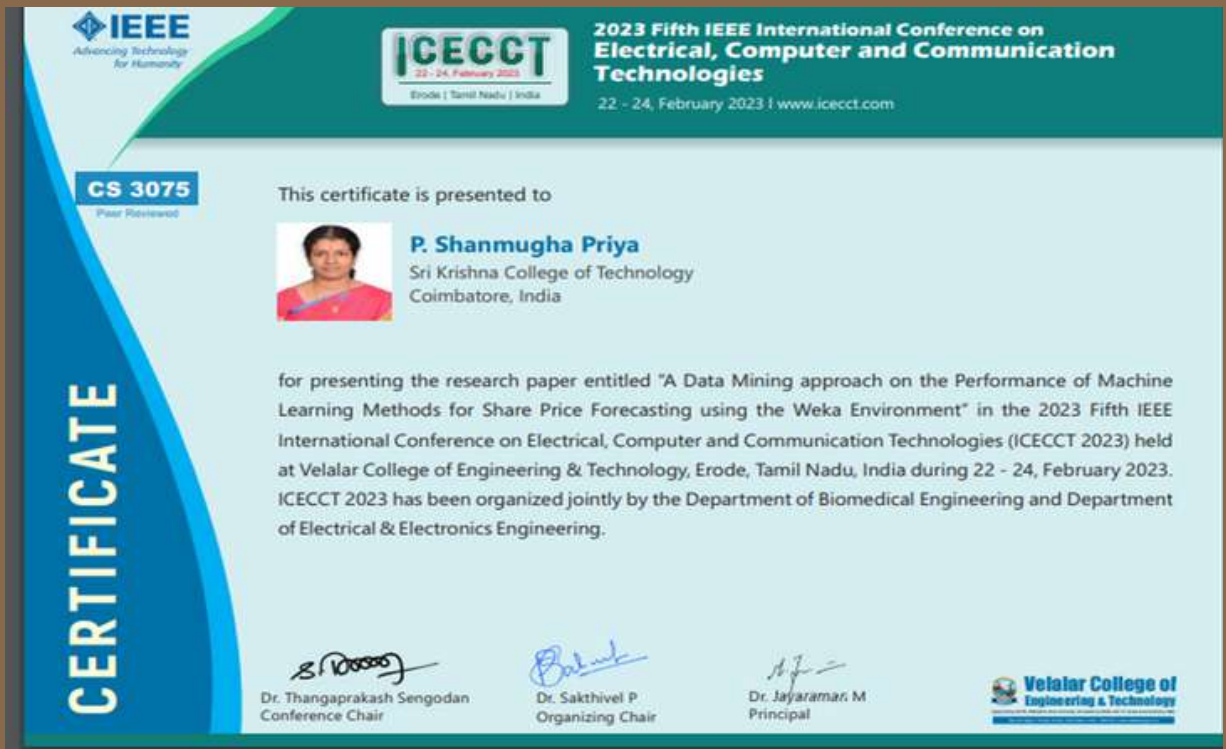 IEEE
Advancing Technology
for Humanity
ICECCT
22 - 24, February 2023
Erode | Tamil Nadu | India
2023 Fifth IEEE International Conference on
Electrical, Computer and Communication
Technologies
22 - 24, February 2023 I www.icecct.com
CS 3075
Peer Reviewed
CERTIFICATE
This certificate is presented to
P. Shanmugha Priya
Sri Krishna College of Technology
Coimbatore, India
for presenting the research paper entitled "A Data Mining approach on the Performance of Machine
Learning Methods for Share Price Forecasting using the Weka Environment" in the 2023 Fifth IEEE
International Conference on Electrical, Computer and Communication Technologies (ICECCT 2023) held
at Velalar College of Engineering & Technology, Erode, Tamil Nadu, India during 22 - 24, February 2023.
ICECCT 2023 has been organized jointly by the Department of Biomedical Engineering and Department
of Electrical & Electronics Engineering.
Dr. Thangaprakash Sengodan
Conference Chair
Dr. Sakthivel P
Organizing Chair
Dr. Jayaraman M
Principal
Velalar College of
Engineering & Technology